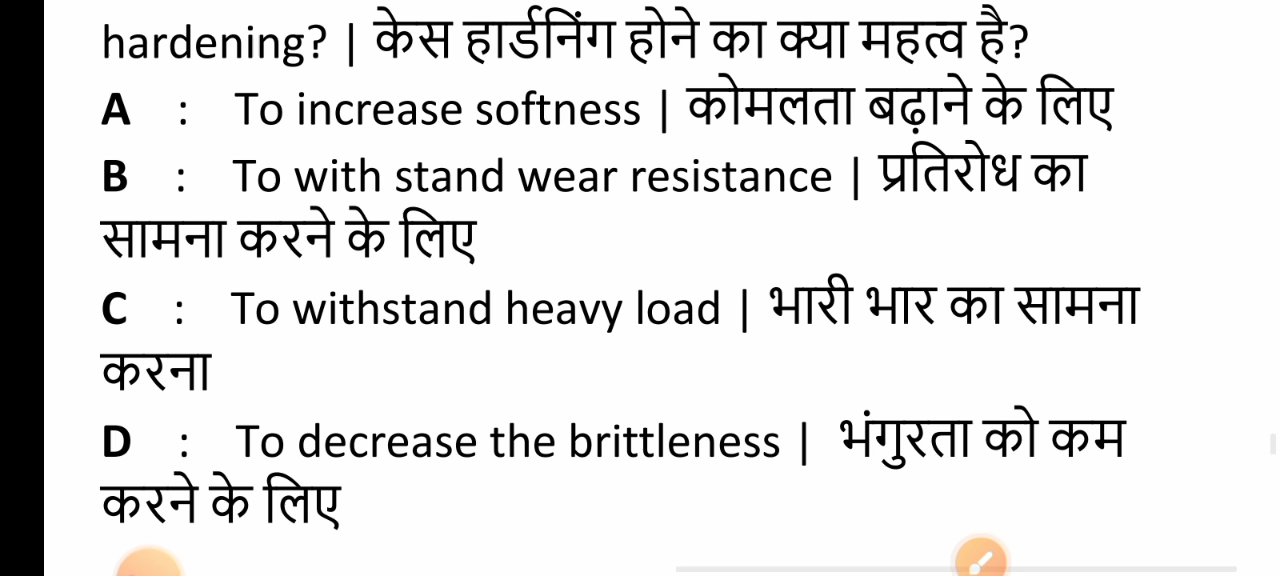 hardening? | केस हार्डनिंग होने का क्या महत्व है?
A : To increase softness | कोमलता बढ़ाने के लिए
B : To with stand wear resistance | प्रतिरोध का
सामना करने के लिए
C : To withstand heavy load | भारी भार का सामना
करना
D : To decrease the brittleness | भंगुरता को कम
करने के लिए